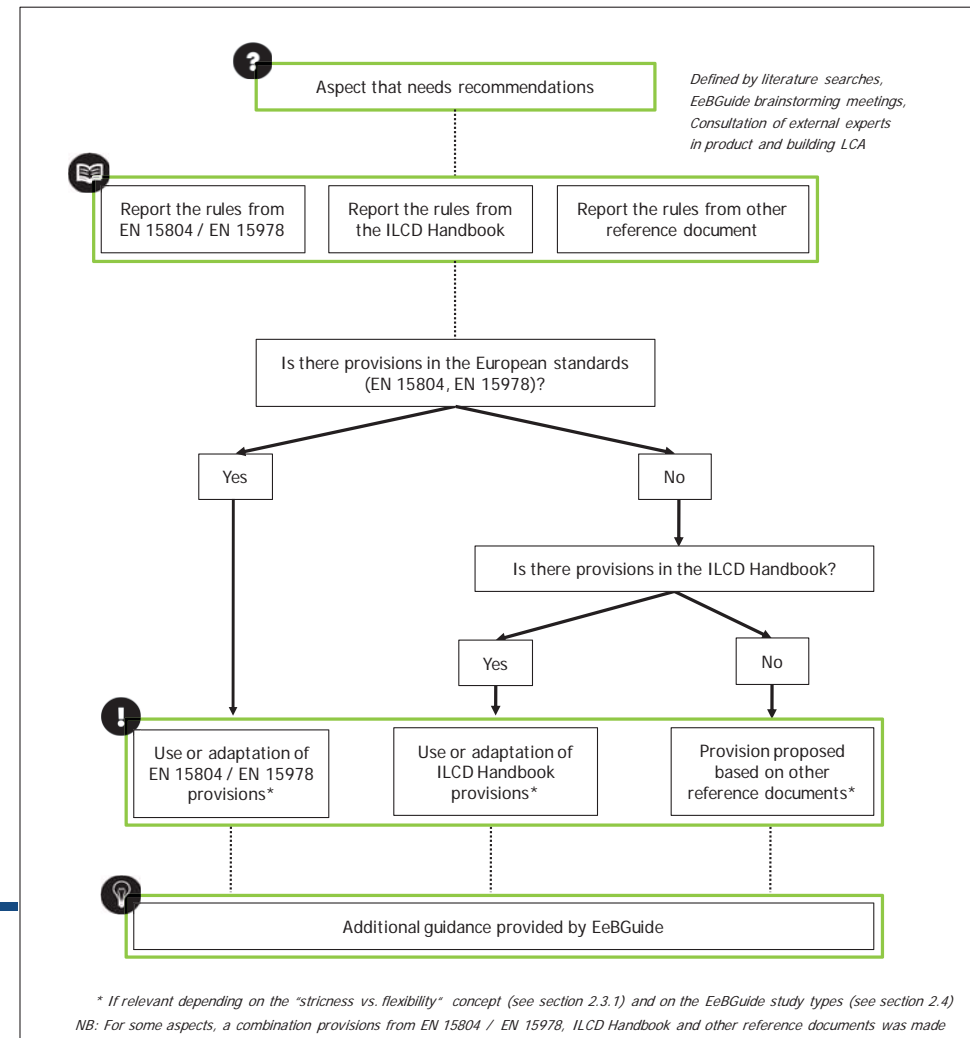 ?
Aspect that needs recommendations
Defined by literature searches,
EeBGuide brainstorming meetings,
Consultation of external experts
in product and building LCA
Report the rules from
EN 15804 / EN 15978
Report the rules from
the ILCD Handbook
Report the rules from other
reference document
Is there provisions in the European standards
(EN 15804, EN 15978)?
Yes
No
Is there provisions in the ILCD Handbook?
Yes
No
!
Use or adaptation of
EN 15804 / EN 15978
provisions*
Use or adaptation of
ILCD Handbook
provisions*
Provision proposed
based on other
reference documents*
Additional guidance provided by EeBGuide
* If relevant depending on the "stricness vs. flexibility" concept (see section 2.3.1) and on the EeBGuide study types (see section 2.4)
NB: For some aspects, a combination provisions from EN 15804 / EN 15978, ILCD Handbook and other reference documents was made